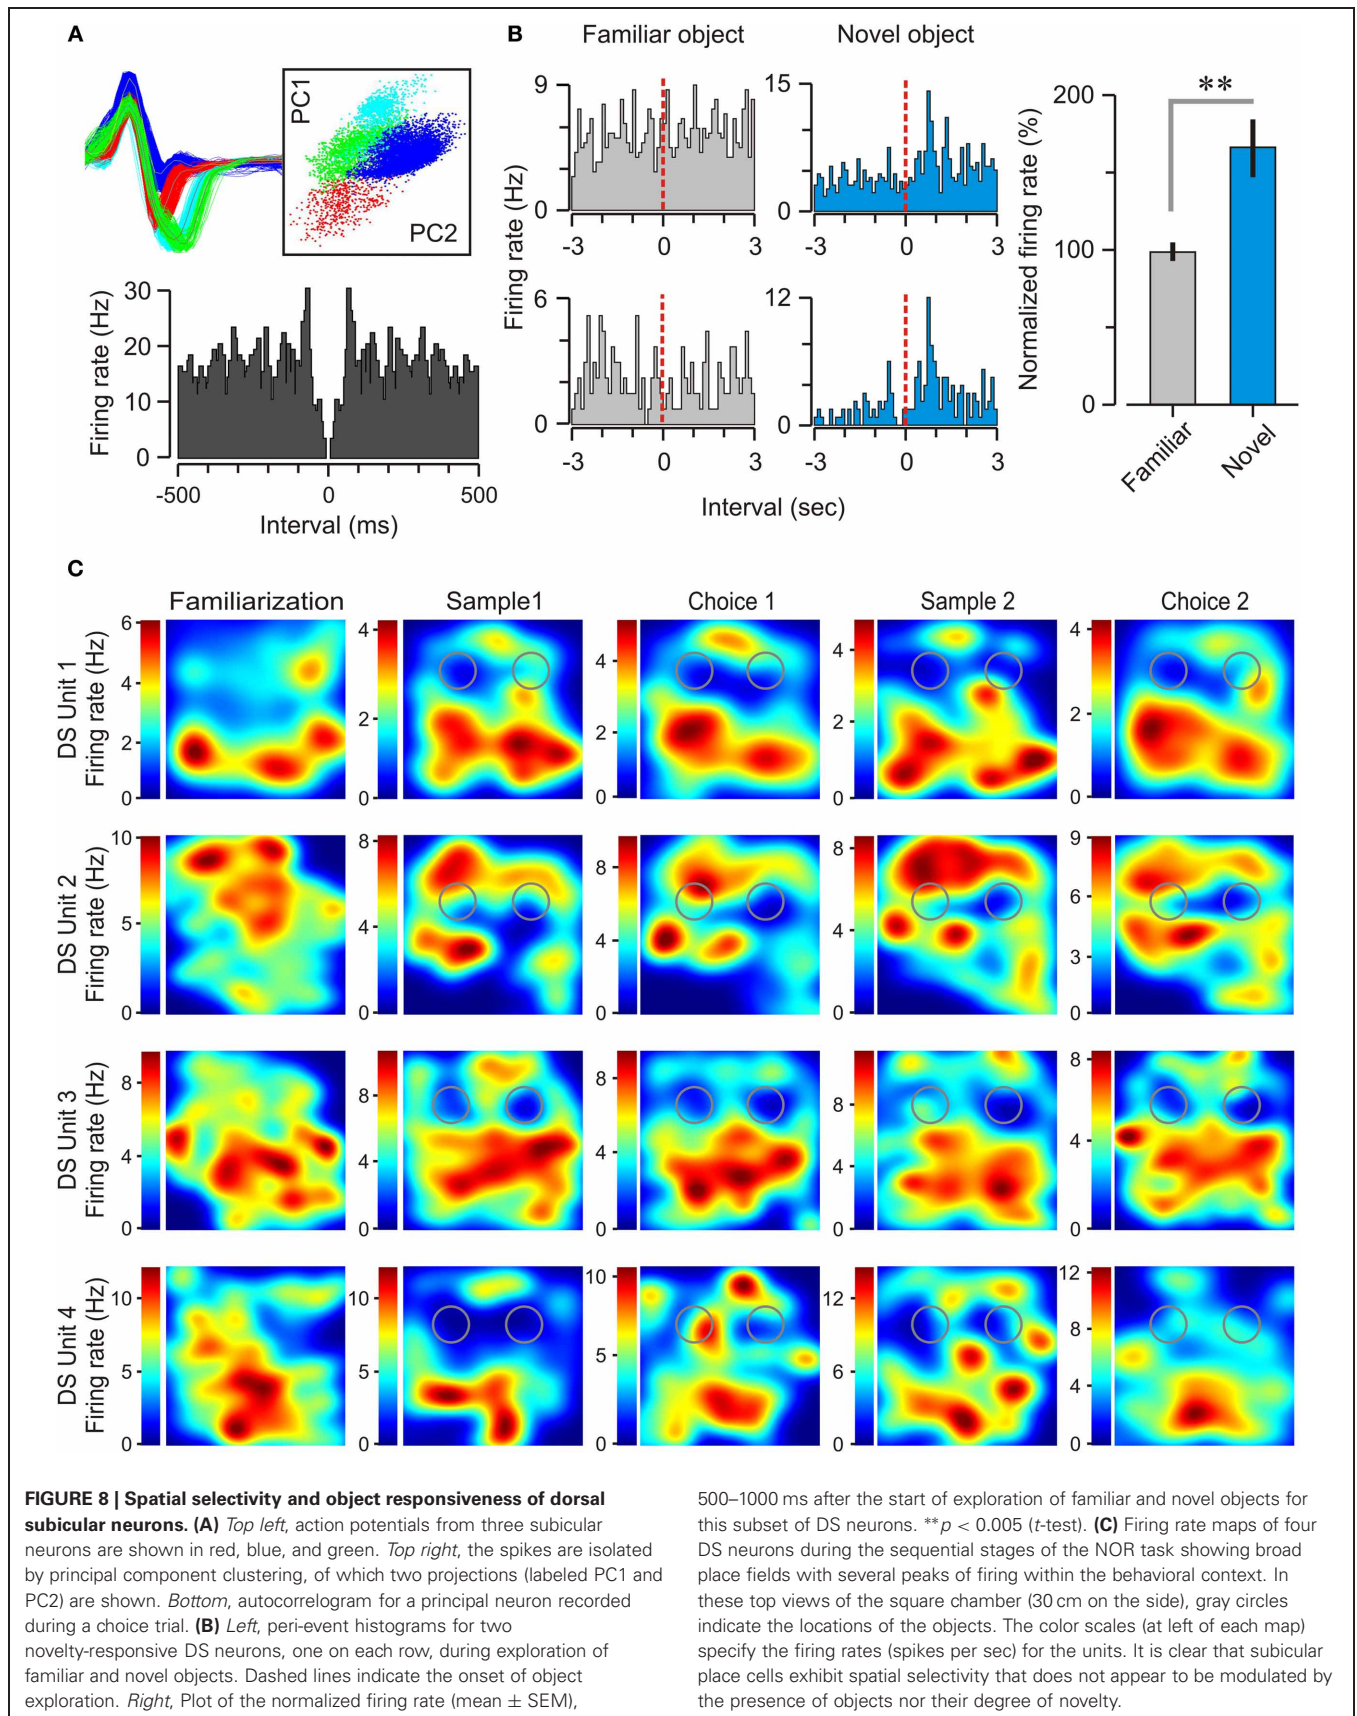 A
PC1
PC2
30
20
10
0
Firing rate (Hz)
-500
0
500
Interval (ms)
B
Familiar object
Novel object
9
0
-3
0
3
15
0
-3
0
3
Firing rate (Hz)
6
0
-3
0
3
12
0
-3
0
3
Interval (sec)
**
200
100
0
Normalized firing rate (%)
Familiar
Novel
C
Familiarization
Sample1
Choice 1
Sample 2
Choice 2
DS Unit 1
Firing rate (Hz)
6
4
2
0
4
2
0
4
2
0
4
2
0
4
2
0
DS Unit 2
Firing rate (Hz)
10
5
0
8
4
0
8
4
0
8
4
0
9
6
3
0
DS Unit 3
Firing rate (Hz)
8
4
0
8
4
0
8
4
0
8
4
0
8
4
0
DS Unit 4
Firing rate (Hz)
10
5
0
10
5
0
10
5
0
12
6
0
12
8
4
0
FIGURE 8 | Spatial selectivity and object responsiveness of dorsal
subicular neurons. (A) Top left, action potentials from three subicular
neurons are shown in red, blue, and green. Top right, the spikes are isolated
by principal component clustering, of which two projections (labeled PC1 and
PC2) are shown. Bottom, autocorrelogram for a principal neuron recorded
during a choice trial. (B) Left, peri-event histograms for two
novelty-responsive DS neurons, one on each row, during exploration of
familiar and novel objects. Dashed lines indicate the onset of object
exploration. Right, Plot of the normalized firing rate (mean ± SEM),
500–1000 ms after the start of exploration of familiar and novel objects for
this subset of DS neurons. **p < 0.005 (t-test). (C) Firing rate maps of four
DS neurons during the sequential stages of the NOR task showing broad
place fields with several peaks of firing within the behavioral context. In
these top views of the square chamber (30 cm on the side), gray circles
indicate the locations of the objects. The color scales (at left of each map)
specify the firing rates (spikes per sec) for the units. It is clear that subicular
place cells exhibit spatial selectivity that does not appear to be modulated by
the presence of objects nor their degree of novelty.